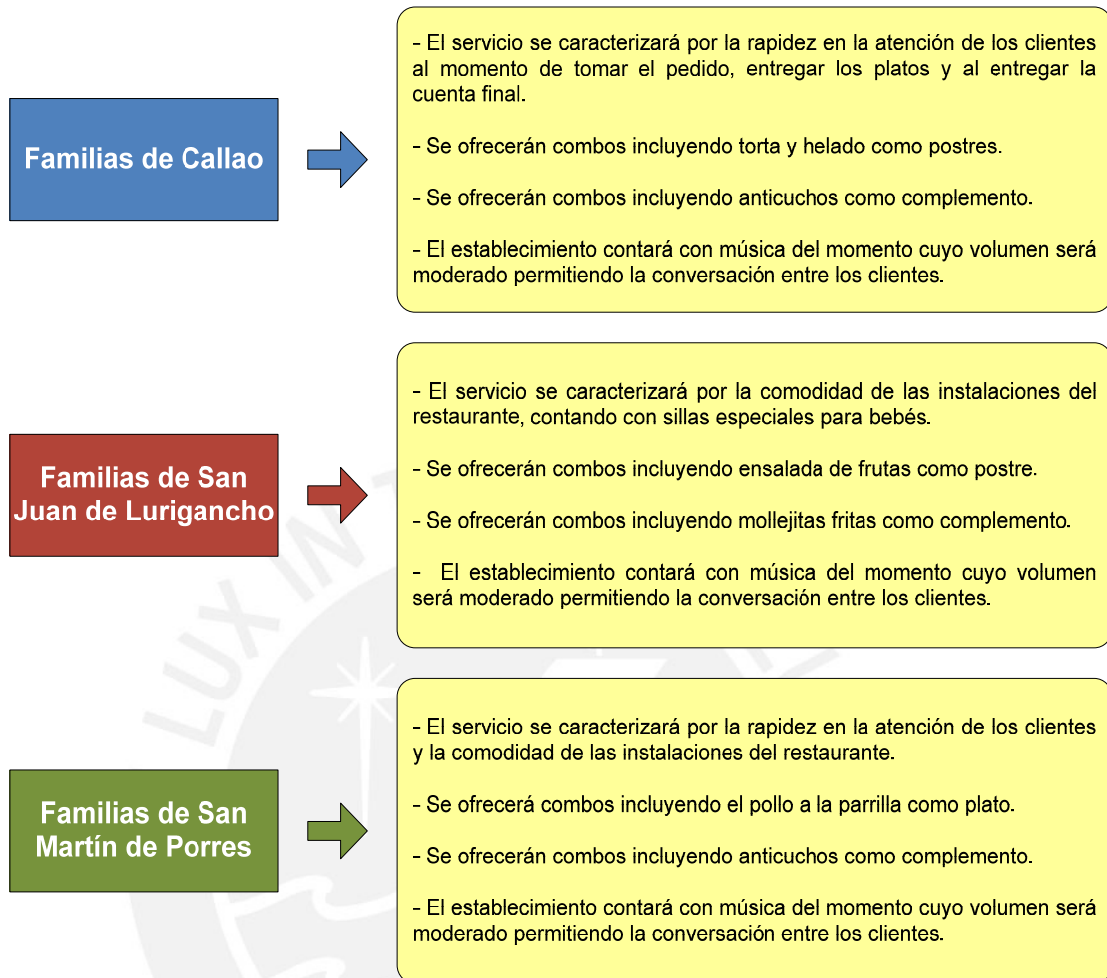 Familias de Callao
- El servicio se caracterizará por la rapidez en la atención de los clientes
al momento de tomar el pedido, entregar los platos y al entregar la
cuenta final.
- Se ofrecerán combos incluyendo torta y helado como postres.
- Se ofrecerán combos incluyendo anticuchos como complemento.
- El establecimiento contará con música del momento cuyo volumen será
moderado permitiendo la conversación entre los clientes.
Familias de San
Juan de Lurigancho
- El servicio se caracterizará por la comodidad de las instalaciones del
restaurante, contando con sillas especiales para bebés.
- Se ofrecerán combos incluyendo ensalada de frutas como postre.
- Se ofrecerán combos incluyendo mollejitas fritas como complemento.
- El establecimiento contará con música del momento cuyo volumen
será moderado permitiendo la conversación entre los clientes.
Familias de San
Martín de Porres
- El servicio se caracterizará por la rapidez en la atención de los clientes
y la comodidad de las instalaciones del restaurante.
- Se ofrecerá combos incluyendo el pollo a la parrilla como plato.
- Se ofrecerán combos incluyendo anticuchos como complemento.
- El establecimiento contará con música del momento cuyo volumen será
moderado permitiendo la conversación entre los clientes.
LUX IN